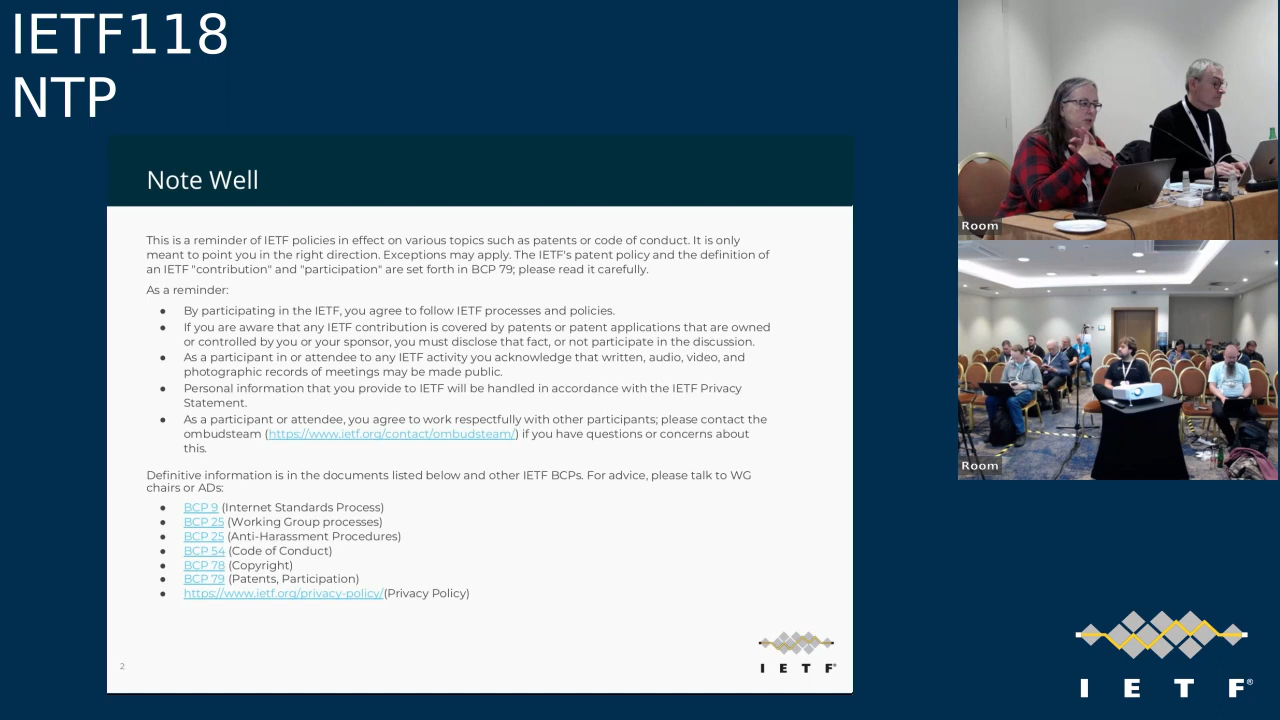 IETF118
NTP
Note Well
This is a reminder of IETF policies in effect on various topics such as patents or code of conduct. It is only
meant to point you in the right direction. Exceptions may apply. The IETF's patent policy and the definition of
an IETF "contribution" and "participation" are set forth in BCP 79; please read it carefully.
As a reminder:
● By participating in the IETF, you agree to follow IETF processes and policies.
● If you are aware that any IETF contribution is covered by patents or patent applications that are owned
or controlled by you or your sponsor, you must disclose that fact, or not participate in the discussion.
● As a participant in or attendee to any IETF activity you acknowledge that written, audio, video, and
photographic records of meetings may be made public.
● Personal information that you provide to IETF will be handled in accordance with the IETF Privacy
Statement.
● As a participant or attendee, you agree to work respectfully with other participants; please contact the
ombudsteam (https://www.ietf.org/contact/ombudsteam/) if you have questions or concerns about
this.
Definitive information is in the documents listed below and other IETF BCPs. For advice, please talk to WG
chairs or ADs:
● BCP 9 (Internet Standards Process)
● BCP 25 (Working Group processes)
● BCP 25 (Anti-Harassment Procedures)
● BCP 54 (Code of Conduct)
● BCP 78 (Copyright)
● BCP 79 (Patents, Participation)
● https://www.ietf.org/privacy-policy/(Privacy Policy)
2
I E T F®
Room
Room
I E T F®